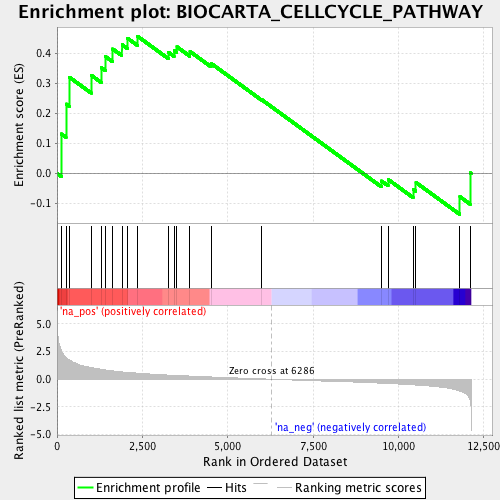 Enrichment plot: BIOCARTA_CELLCYCLE_PATHWAY
Enrichment score (ES)
0.4
0.3
0.2
0.1
0.0
-0.1
'na_pos' (positively correlated)
Ranked list metric (PreRanked)
5.0
2.5
0.0
-2.5
-5.0
Zero cross at 6286
'na_neg' (negatively correlated)
0
2,500
5,000
7,500
10,000
12,500
Rank in Ordered Dataset
Enrichment profile
Hits
Ranking metric scores